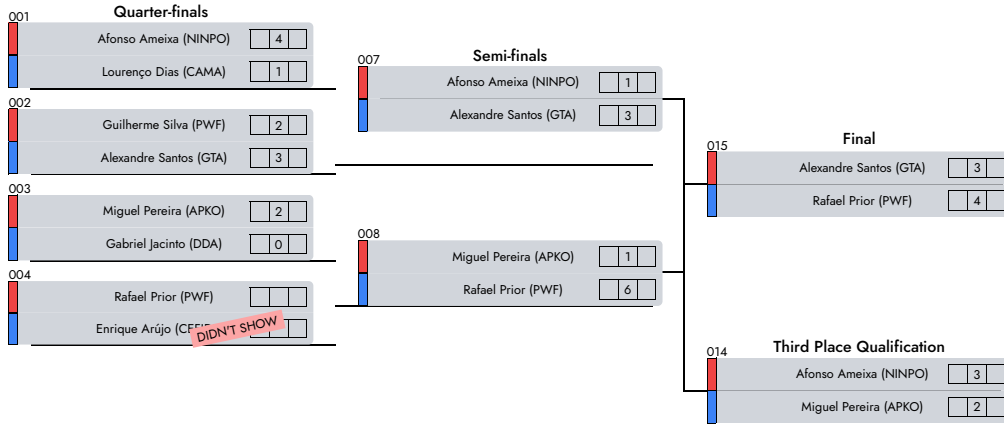 Quarter-finals
001
Afonso Ameixa (NINPO) 4
Lourenço Dias (CAMA) 1
002
Guilherme Silva (PWF) 2
Alexandre Santos (GTA) 3
003
Miguel Pereira (APKO) 2
Gabriel Jacinto (DDA) 0
004
Rafael Prior (PWF)
Enrique Arújo
DIDN'T SHOW
Semi-finals
007
Afonso Ameixa (NINPO) 1
Alexandre Santos (GTA) 3
008
Miguel Pereira (APKO) 1
Rafael Prior (PWF) 6
Final
015
Alexandre Santos (GTA) 3
Rafael Prior (PWF) 4
Third Place Qualification
014
Afonso Ameixa (NINPO) 3
Miguel Pereira (APKO) 2